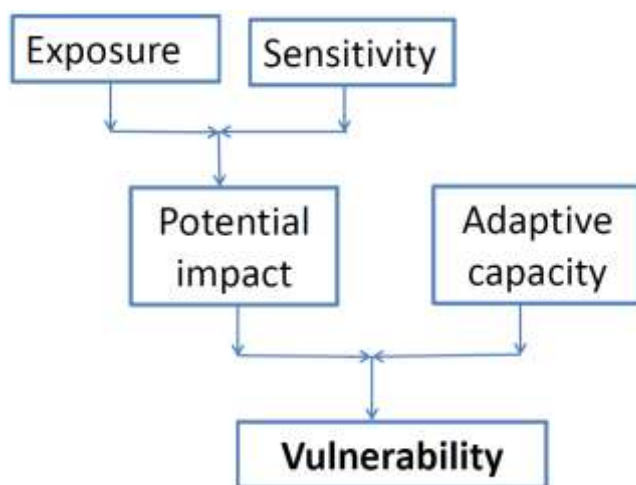 Exposure
Sensitivity
Potential
impact
Adaptive
capacity
Vulnerability